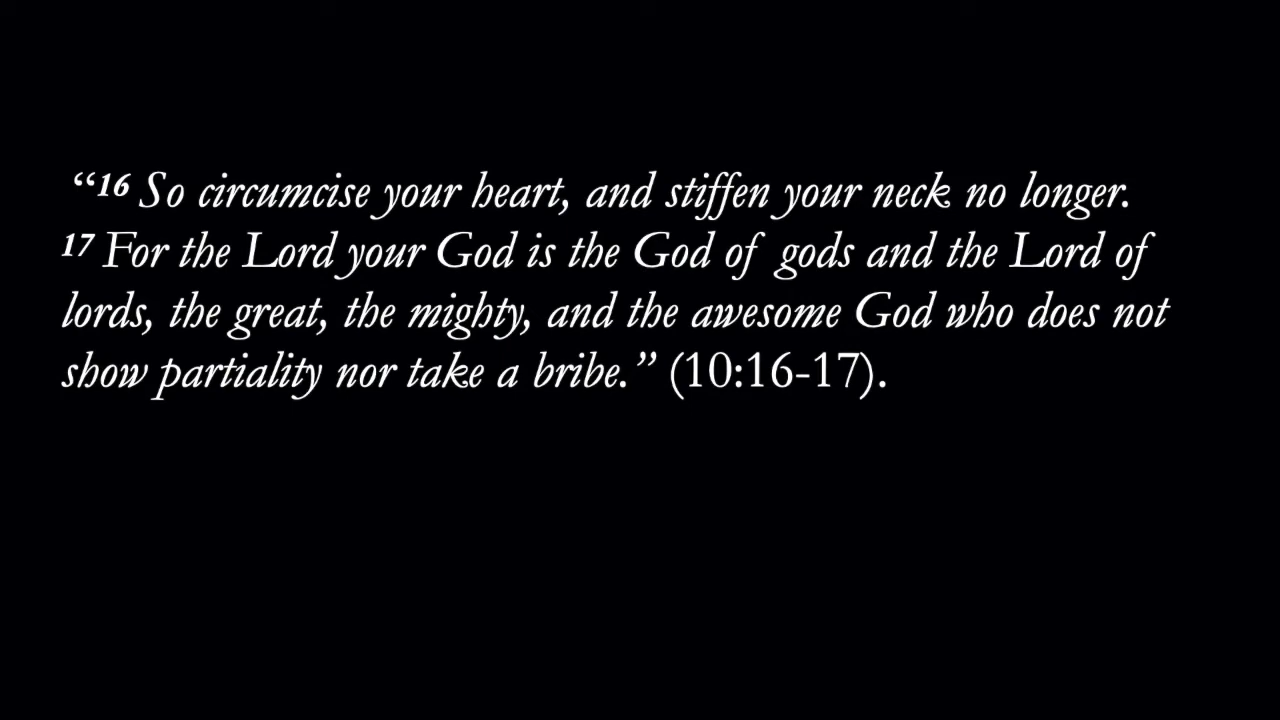 “16 So circumcise your heart, and stiffen your neck no longer.
17 For the Lord your God is the God of gods and the Lord of
lords, the great, the mighty, and the awesome God who does not
show partiality nor take a bribe.” (10:16-17).